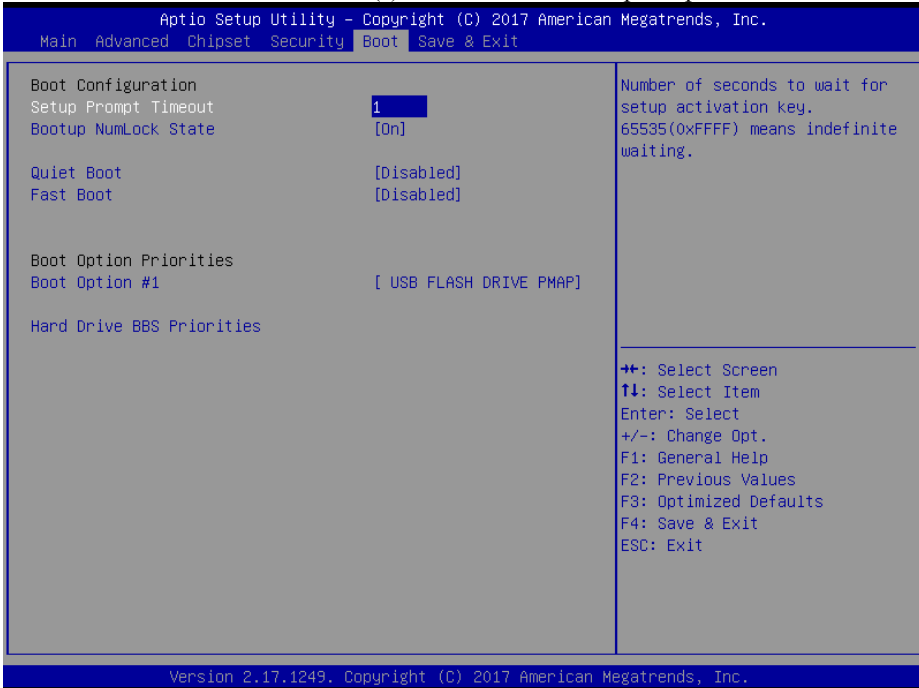 Aptio Setup Utility – Copyright (C) 2017 American Megatrends, Inc.
Main Advanced Chipset Security Boot Save & Exit
Boot Configuration
Setup Prompt Timeout 1
Bootup NumLock State [On]
Quiet Boot [Disabled]
Fast Boot [Disabled]
Boot Option Priorities
Boot Option #1 [ USB FLASH DRIVE PMAP]
Hard Drive BBS Priorities
Number of seconds to wait for
setup activation key.
65535(0xFFFF) means indefinite
waiting.
→←: Select Screen
↑↓: Select Item
Enter: Select
+/-: Change Opt.
F1: General Help
F2: Previous Values
F3: Optimized Defaults
F4: Save & Exit
ESC: Exit
Version 2.17.1249. Copyright (C) 2017 American Megatrends, Inc.